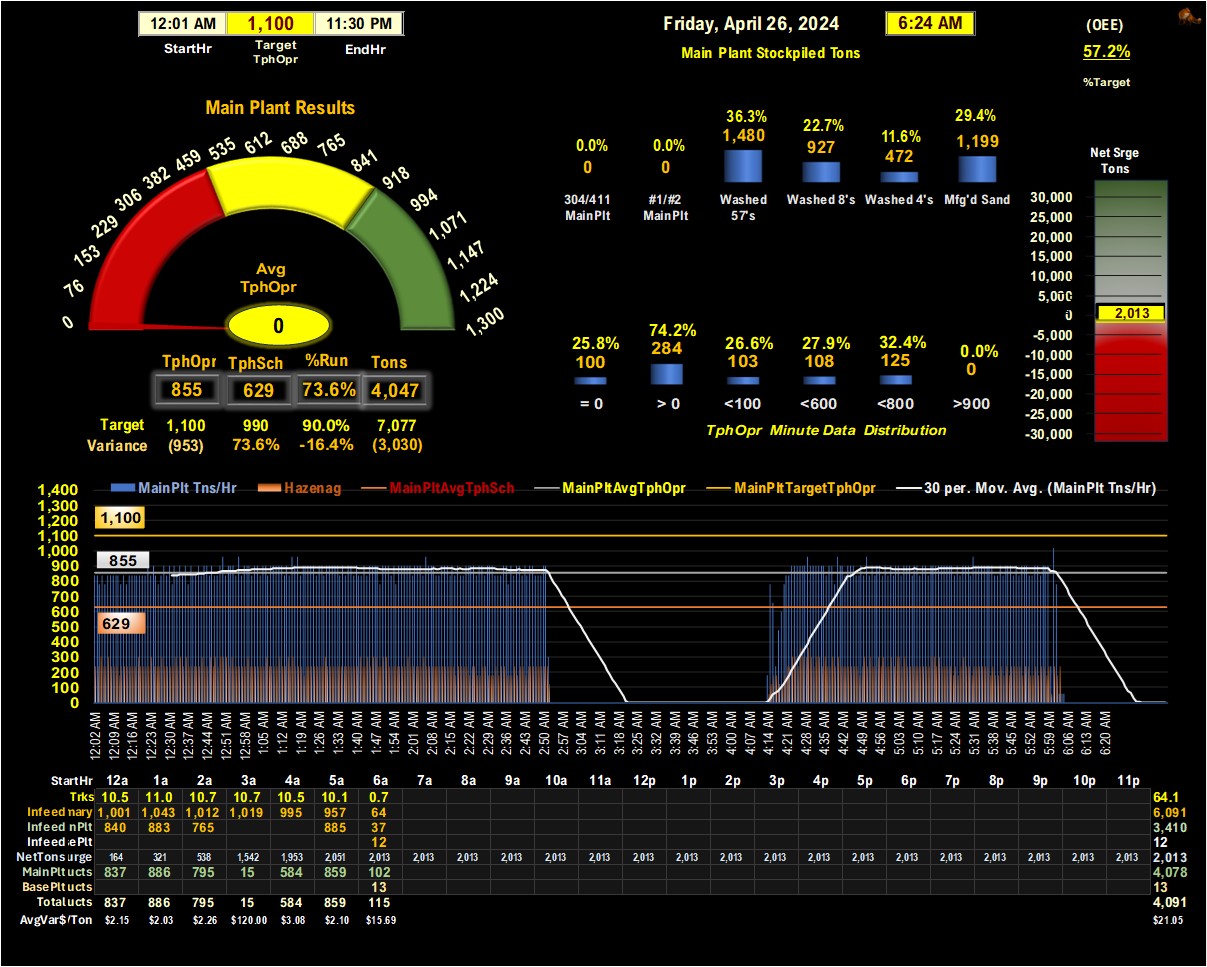 12:01 AM 1,100 11:30 PM
StartHr Target TphOpr EndHr
Friday, April 26, 2024 6:24 AM
Main Plant Stockpiled Tons
(OEE)
57.2%
%Target
Main Plant Results
0 76 153 229 306 382 459 535 612 688 765 841 918 994 1,071 1,147 1,224 1,300
Avg
TphOpr
0
TphOpr TphSch %Run Tons
855 629 73.6% 4,047
Target 1,100 990 90.0% 7,077
Variance (953) 73.6% -16.4% (3,030)
0.0% 0.0% 36.3% 22.7% 11.6% 29.4%
0 0 1,480 927 472 1,199
304/411 #1/#2 Washed Washed 8's Washed 4's Mfg'd Sand
MainPlt MainPlt 57's
25.8% 74.2% 26.6% 27.9% 32.4% 0.0%
100 284 103 108 125 0
= 0 > 0 <100 <600 <800 >900
TphOpr Minute Data Distribution
Net Srge
Tons
30,000
25,000
20,000
15,000
10,000
5,000
0
2,013
-5,000
-10,000
-15,000
-20,000
-25,000
-30,000
MainPlt Tns/Hr Hazenag MainPltAvgTphSch MainPltAvgTphOpr MainPltTargetTphOpr 30 per. Mov. Avg. (MainPlt Tns/Hr)
1,400
1,300
1,200
1,100
1,000
900
800
700
600
500
400
300
200
100
0
1,100
855
629
12:02 AM 12:09 AM 12:16 AM 12:23 AM 12:30 AM 12:37 AM 12:44 AM 12:51 AM 12:58 AM 1:05 AM 1:12 AM 1:19 AM 1:26 AM 1:33 AM 1:40 AM 1:47 AM 1:54 AM 2:01 AM 2:08 AM 2:15 AM 2:22 AM 2:29 AM 2:36 AM 2:43 AM 2:50 AM 2:57 AM 3:04 AM 3:11 AM 3:18 AM 3:25 AM 3:32 AM 3:39 AM 3:46 AM 3:53 AM 4:00 AM 4:07 AM 4:14 AM 4:21 AM 4:28 AM 4:35 AM 4:42 AM 4:49 AM 4:56 AM 5:03 AM 5:10 AM 5:17 AM 5:24 AM 5:31 AM 5:38 AM 5:45 AM 5:52 AM 5:59 AM 6:06 AM 6:13 AM 6:20 AM
StartHr 12a 1a 2a 3a 4a 5a 6a 7a 8a 9a 10a 11a 12p 1p 2p 3p 4p 5p 6p 7p 8p 9p 10p 11p
Trks 10.5 11.0 10.7 10.7 10.5 10.1 0.7 64.1
Infeed mary 1,001 1,043 1,012 1,019 995 957 64 6,091
Infeed nPlt 840 883 765 885 37 3,410
Infeed ePlt 12 12
NetTons urge 164 321 538 1,542 1,953 2,051 2,013 2,013 2,013 2,013 2,013 2,013 2,013 2,013 2,013 2,013 2,013 2,013 2,013 2,013 2,013 2,013 2,013 2,013 2,013
MainPlt ucts 837 886 795 15 584 859 102 4,078
BasePlt ucts 13 13
Total ucts 837 886 795 15 584 859 115 4,091
AvgVar$/Ton $2.15 $2.03 $2.26 $120.00 $3.08 $2.10 $15.69 $21.05